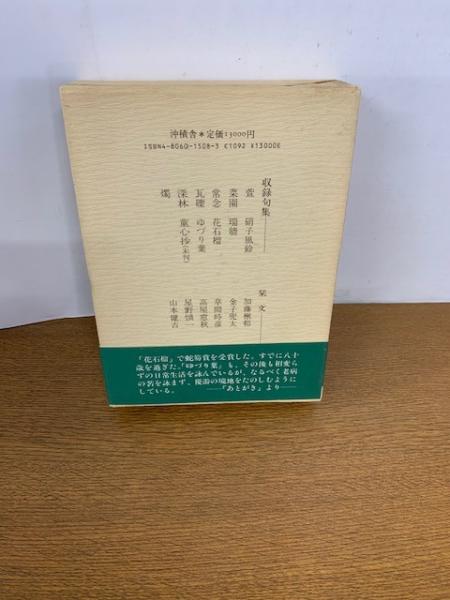 沖積舎＊定価13000円
ISBN4-8060-1508-3 C1092 ¥13000E
収録句集――
萱 硝子風鈴
菜園
常念 花石榴
瓦礫 ゆづり葉
深林 童心抄(未刊)
燭
栞文――
加藤楸邨
金子兜太
草間時彦
高屋窓秋
星野慎一
山本健吉
「花石榴」で蛇笏賞を受賞した。すでに八十
歳を過ぎた。「ゆづり葉」も、その後も相変ら
ずの日常生活を詠んでいるが、なるべく老病
の苦を詠まず、優游の境地をたのしむように
している。 ――「あとがき」より――